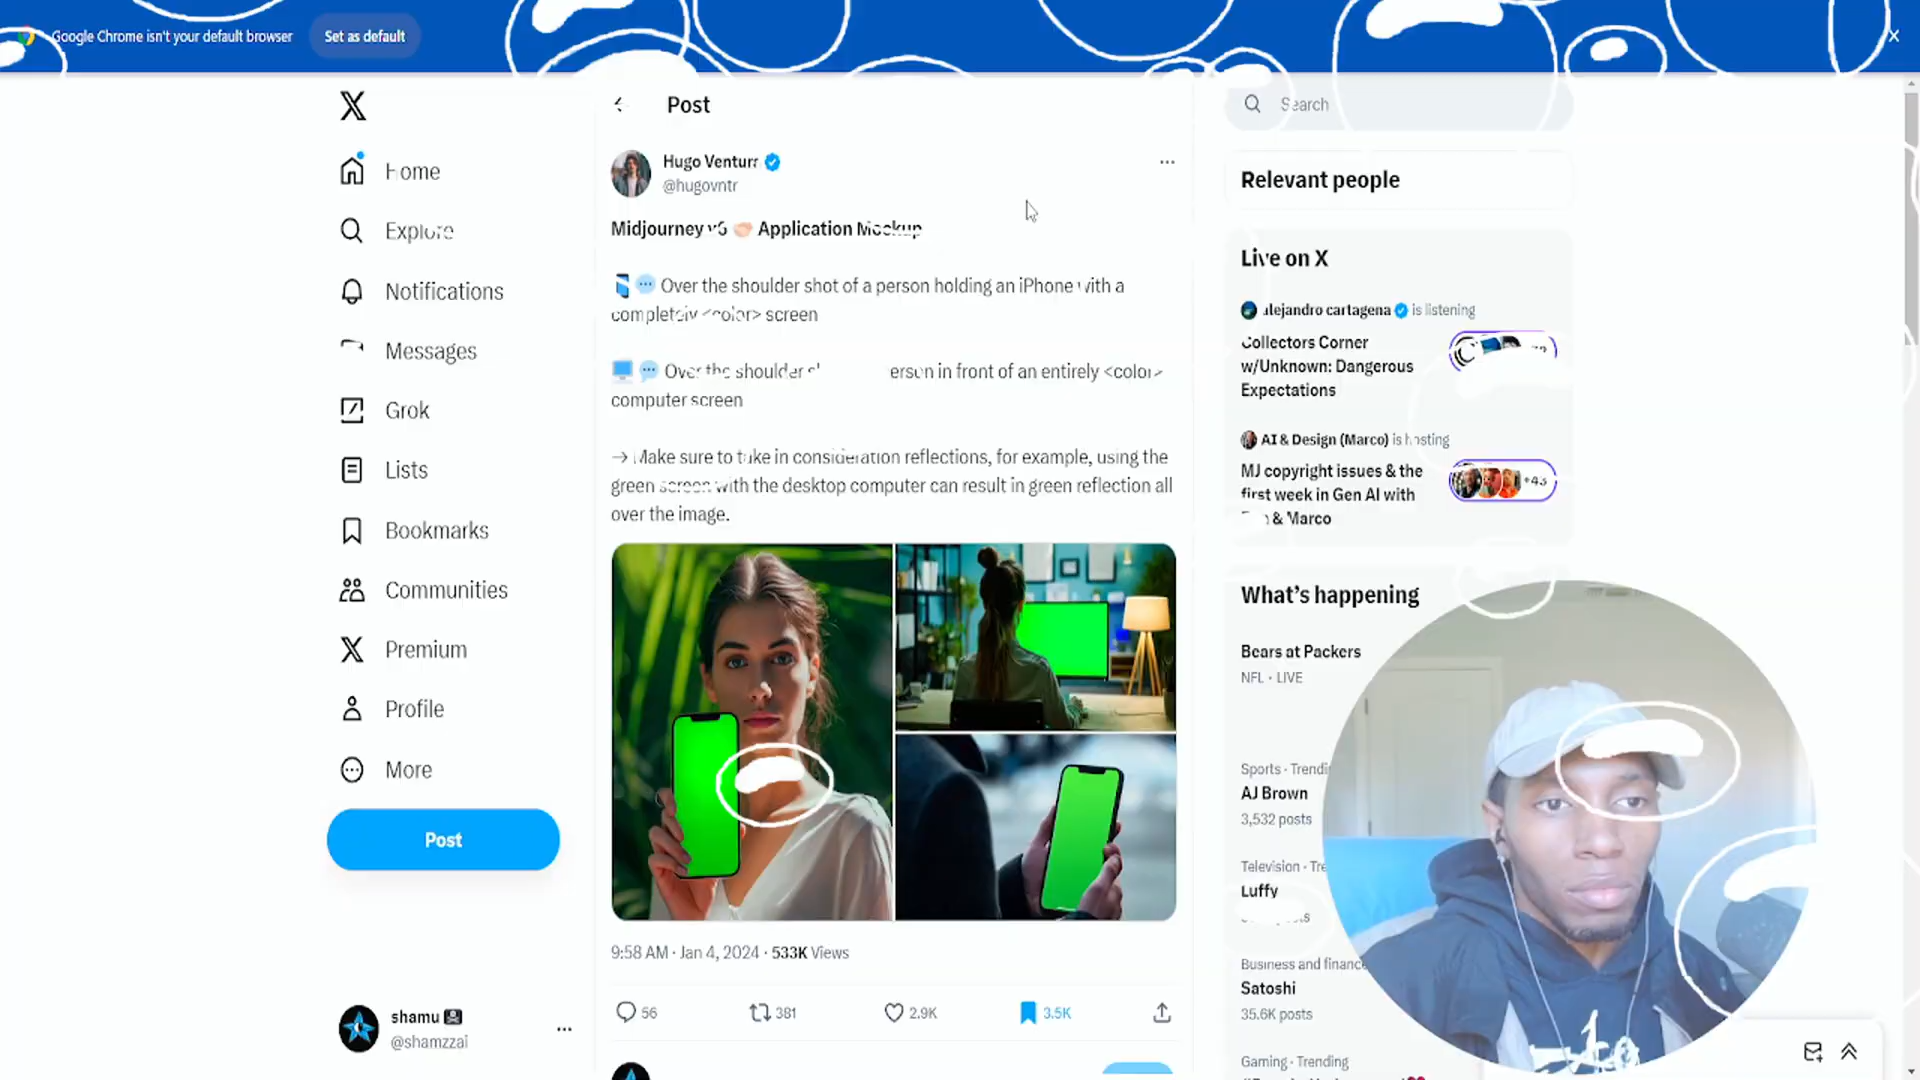 Google Chrome isn't your default browser
Set as default
Post
Search
Home
Explore
Notifications
Messages
Grok
Lists
Bookmarks
Communities
Premium
Profile
More
Post
shamu
@shamzzai
Hugo Venturr
@hugovntr
Midjourney v6 🫱🏻‍🫲🏻 Application Mockup
📱💬 Over the shoulder shot of a person holding an iPhone with a
completely <color> screen
🖥️💬 Over the shoulder erson in front of an entirely <color>
computer screen
→ Make sure to take in consideration reflections, for example, using the
green screen with the desktop computer can result in green reflection all
over the image.
9:58 AM · Jan 4, 2024 · 533K Views
56 381 2.9K 3.5K
Relevant people
Live on X
alejandro cartagena is listening
Collectors Corner
w/Unknown: Dangerous
Expectations
AI & Design (Marco) is hosting
MJ copyright issues & the
first week in Gen AI with
& Marco
+43
What's happening
Bears at Packers
NFL · LIVE
Sports · Trendi
AJ Brown
3,532 posts
Television · Tre
Luffy
Business and finance
Satoshi
35.6K posts
Gaming · Trending